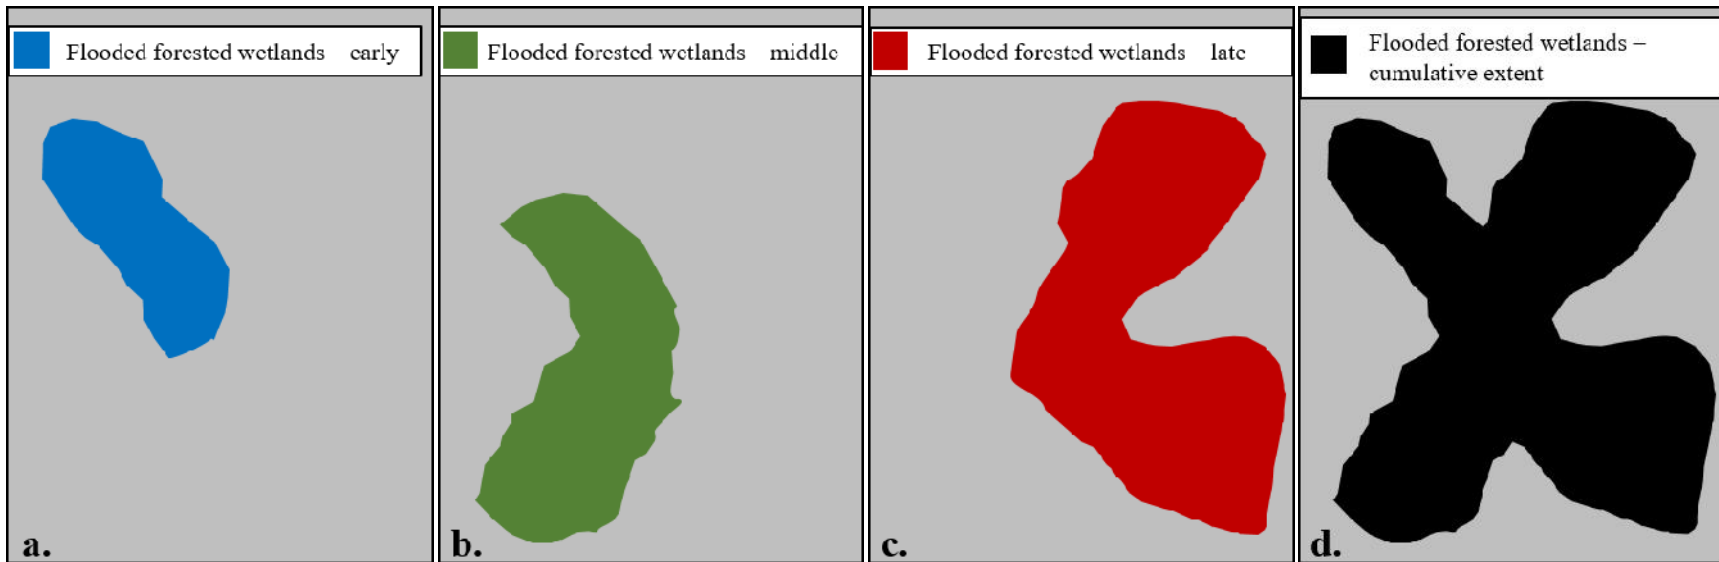 Flooded forested wetlands early
Flooded forested wetlands middle
Flooded forested wetlands late
Flooded forested wetlands –
cumulative extent
a.
b.
c.
d.